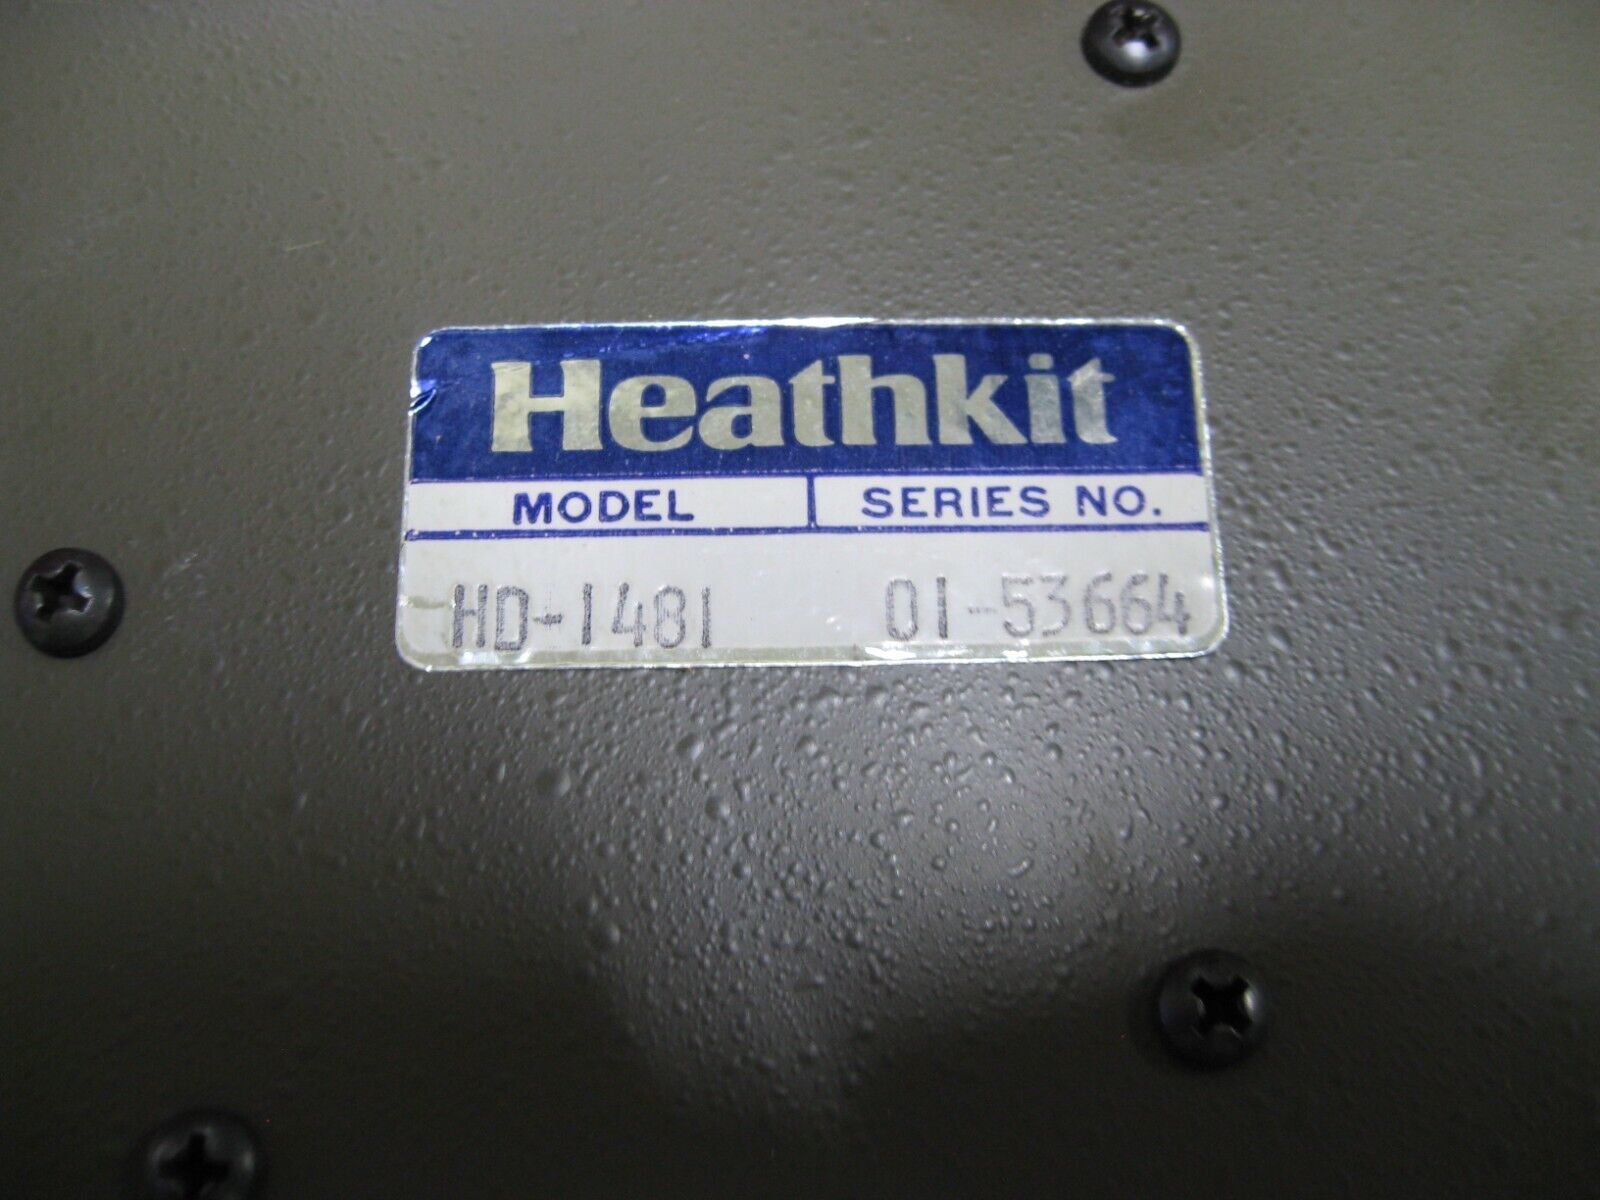 Heathkit
MODEL SERIES NO.
HD-1481 01-53664